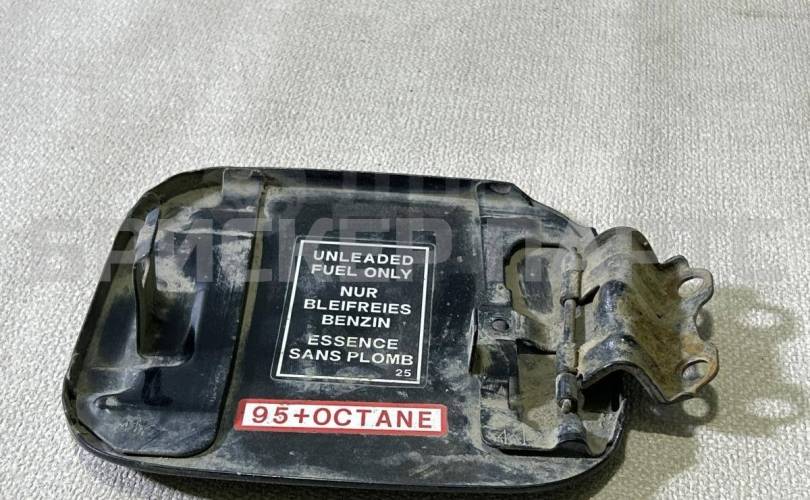 UNLEADED
FUEL ONLY
NUR
BLEIFREIES
BENZIN
ESSENCE
SANS PLOMB
25
95+OCTANE